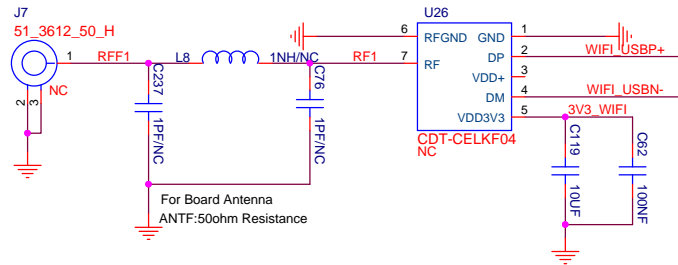 J7
51_3612_50_H
1
RFF1
L8
1NH/NC
RF1
C237
1PF/NC
C76
1PF/NC
NC
2
3
For Board Antenna
ANTF:50ohm Resistance
U26
6
RFGND
GND
1
7
RF
DP
2
WIFI_USBP+
VDD+
3
DM
4
WIFI_USBN-
VDD3V3
5
3V3_WIFI
CDT-CELKF04
NC
C119
10UF
C62
100NF